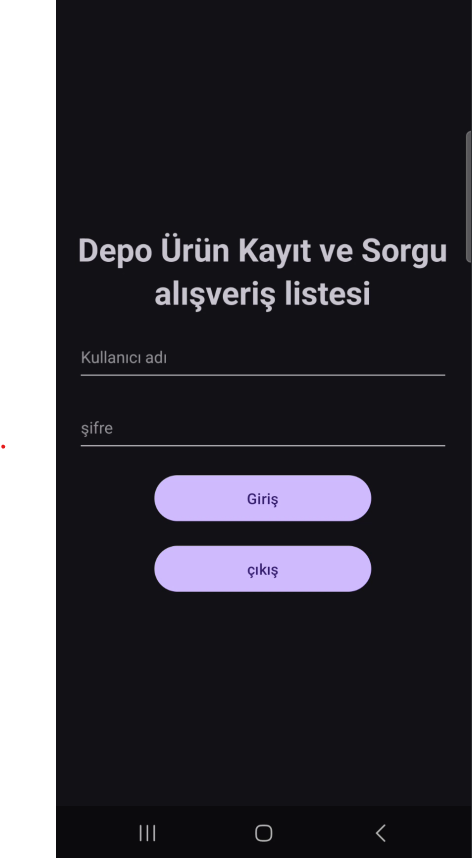 Depo Ürün Kayıt ve Sorgu
alışveriş listesi
Kullanıcı adı
şifre
Giriş
çıkış